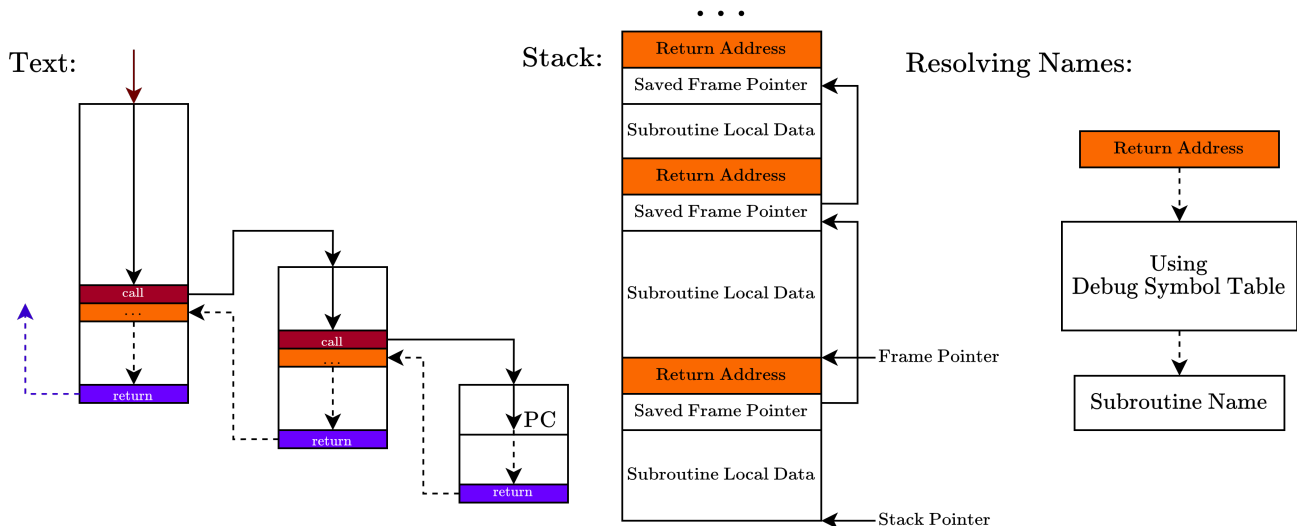 Text:
call
...
return
call
...
return
PC
return
Stack:
...
Return Address
Saved Frame Pointer
Subroutine Local Data
Return Address
Saved Frame Pointer
Subroutine Local Data
Frame Pointer
Return Address
Saved Frame Pointer
Subroutine Local Data
Stack Pointer
Resolving Names:
Return Address
Using
Debug Symbol Table
Subroutine Name